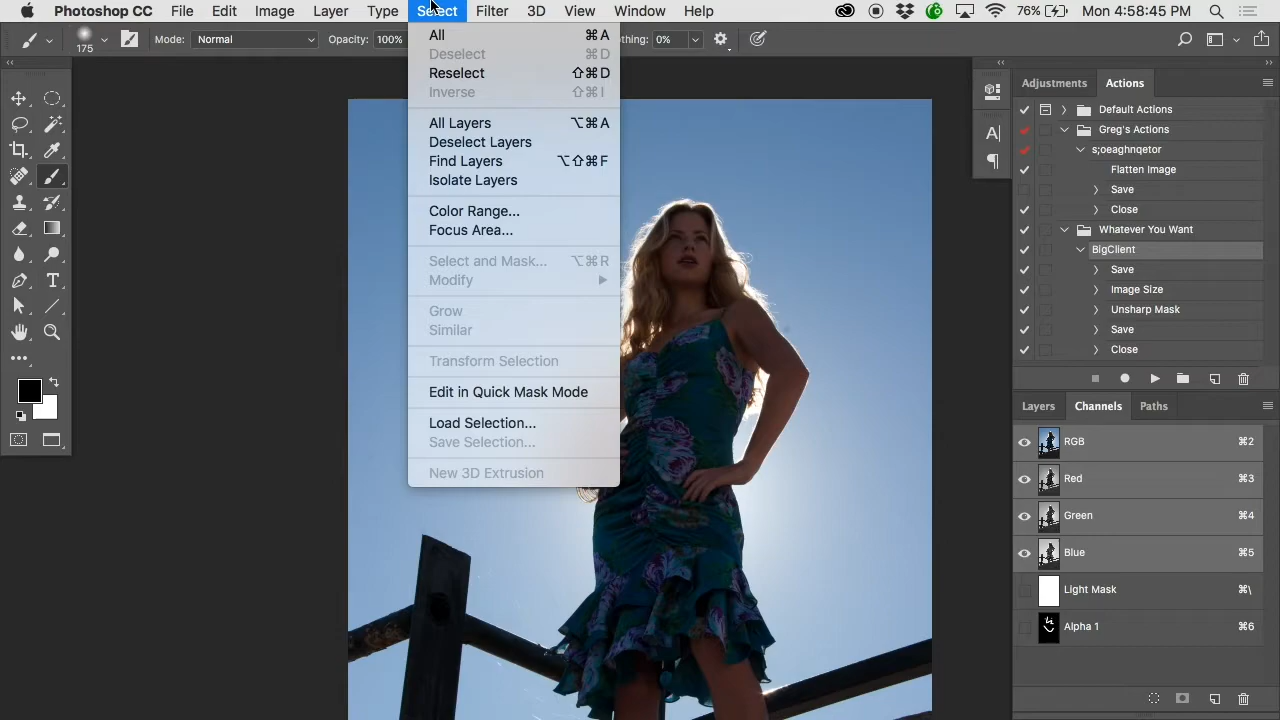 Photoshop CC File Edit Image Layer Type Select Filter 3D View Window Help 76% Mon 4:58:45 PM
175 Mode: Normal Opacity: 100% thing: 0%
All ⌘A
Deselect ⌘D
Reselect ⇧⌘D
Inverse ⇧⌘I
All Layers ⌥⌘A
Deselect Layers
Find Layers ⌥⇧⌘F
Isolate Layers
Color Range...
Focus Area...
Select and Mask... ⌥⌘R
Modify
Grow
Similar
Transform Selection
Edit in Quick Mask Mode
Load Selection...
Save Selection...
New 3D Extrusion
Adjustments Actions
Default Actions
Greg's Actions
s;oeaghnqetor
Flatten Image
Save
Close
Whatever You Want
BigClient
Save
Image Size
Unsharp Mask
Save
Close
Layers Channels Paths
RGB ⌘2
Red ⌘3
Green ⌘4
Blue ⌘5
Light Mask ⌘\
Alpha 1 ⌘6